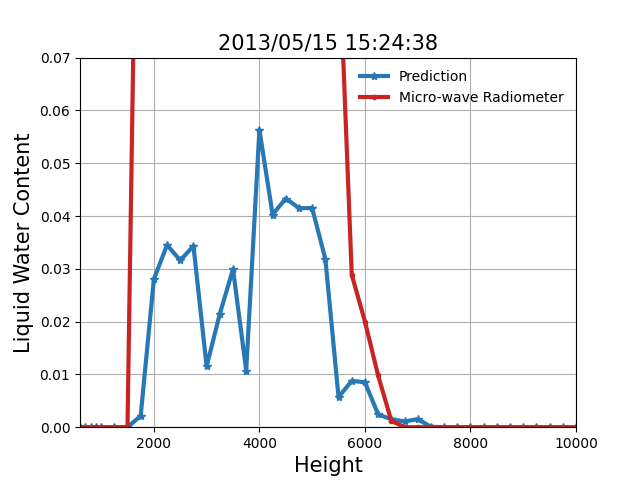 2013/05/15 15:24:38
Prediction
Micro-wave Radiometer
Liquid Water Content
0.07
0.06
0.05
0.04
0.03
0.02
0.01
0.00
2000 4000 6000 8000 10000
Height